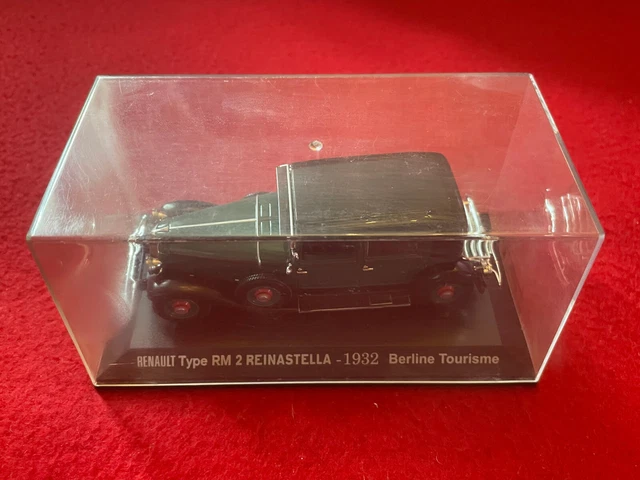 RENAULT Type RM 2 REINASTELLA - 1932 Berline Tourisme